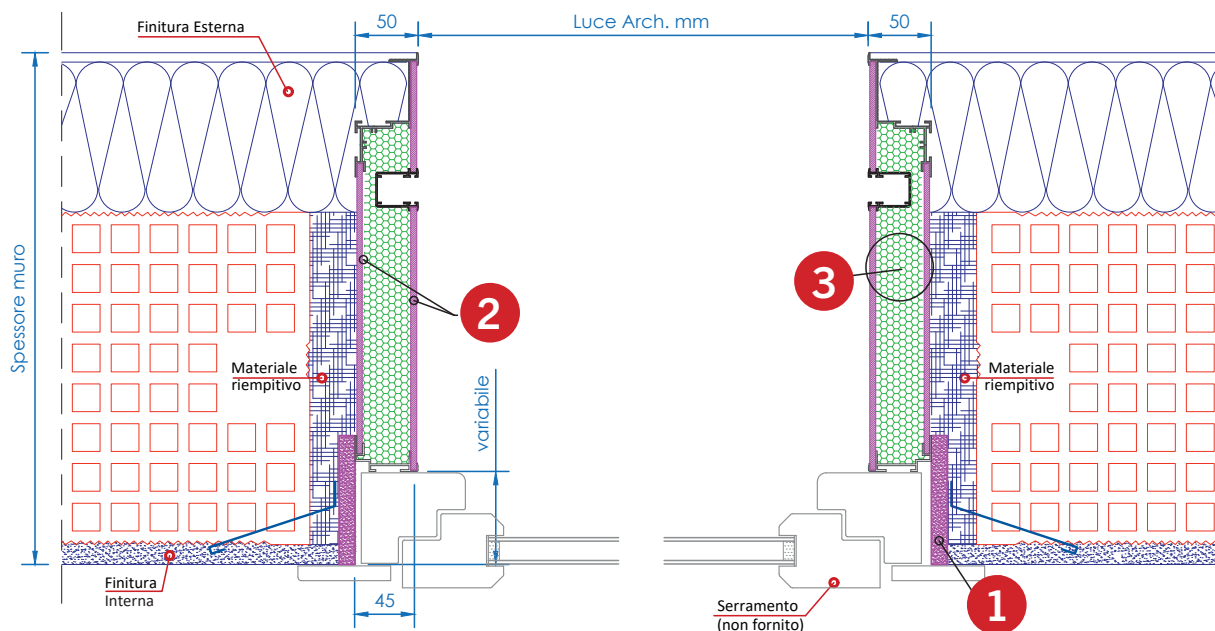 50
Luce Arch. mm
50
Finitura Esterna
Spessore muro
2
3
Materiale
riempitivo
Materiale
riempitivo
variabile
Finitura
Interna
45
Serramento
(non fornito)
1